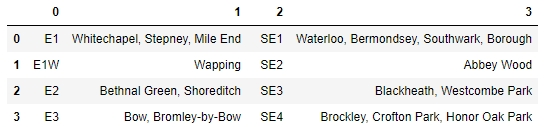 0 1 2 3
0 E1 Whitechapel, Stepney, Mile End SE1 Waterloo, Bermondsey, Southwark, Borough
1 E1W Wapping SE2 Abbey Wood
2 E2 Bethnal Green, Shoreditch SE3 Blackheath, Westcombe Park
3 E3 Bow, Bromley-by-Bow SE4 Brockley, Crofton Park, Honor Oak Park